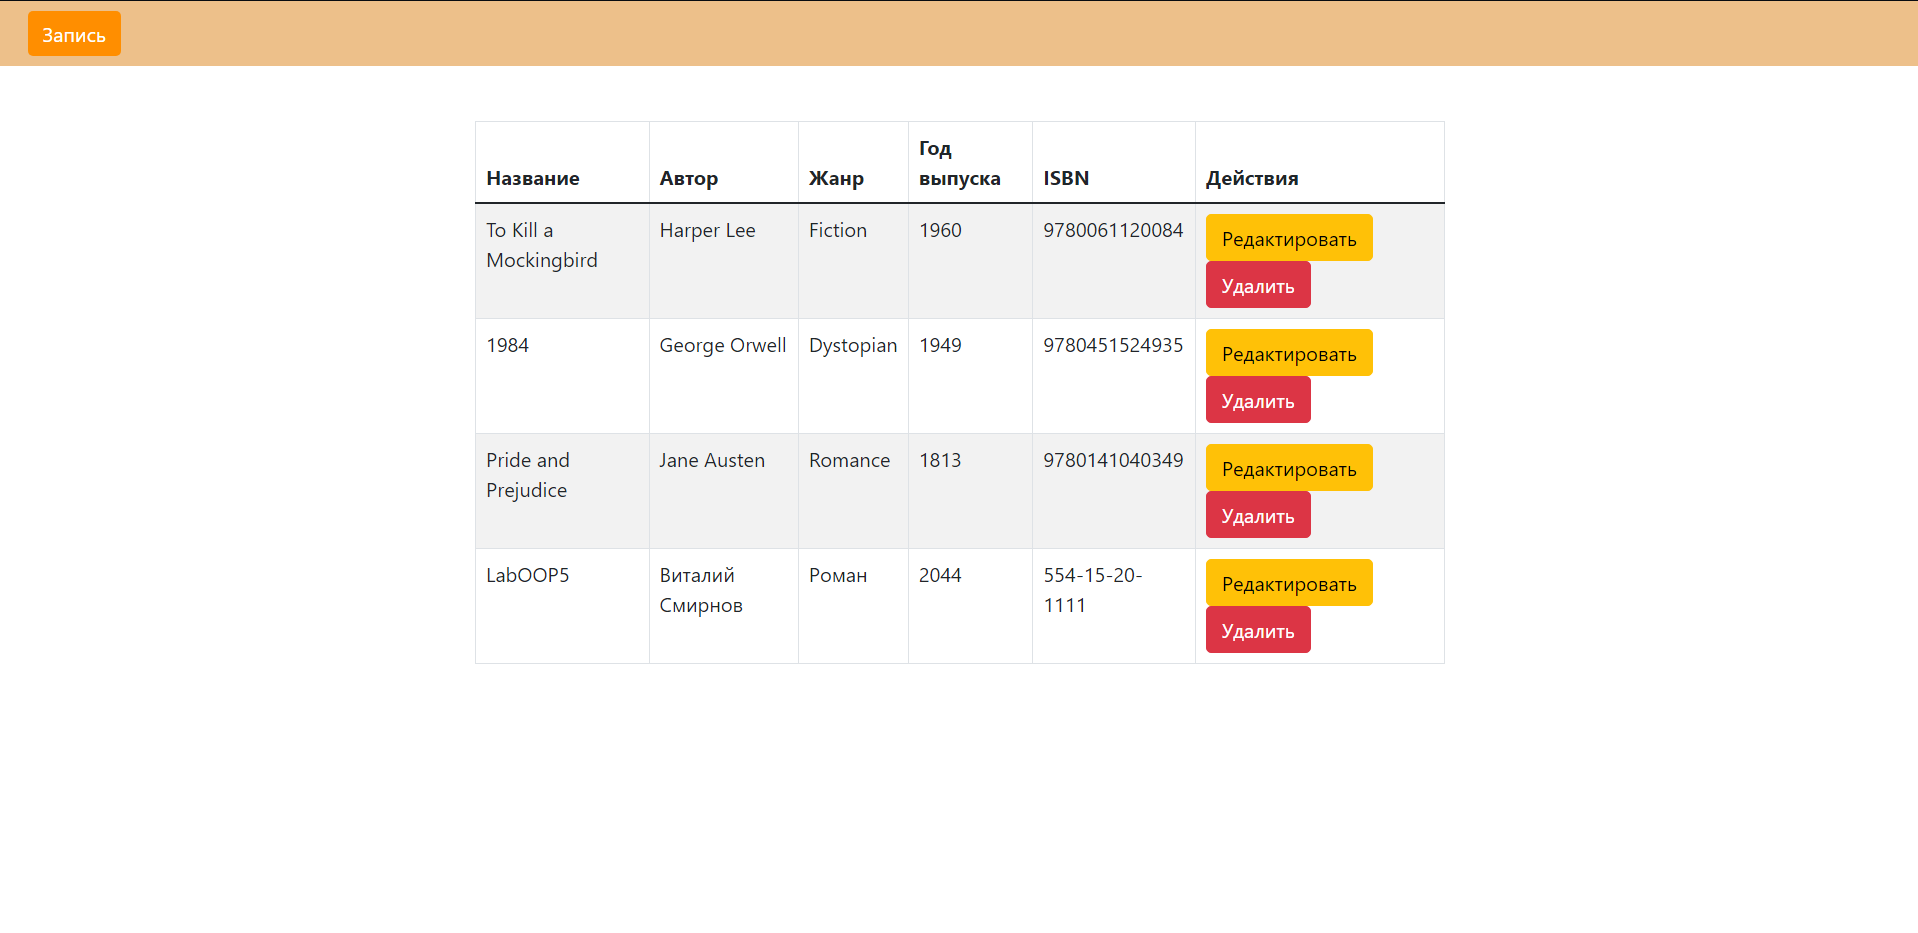 Запись
Название Автор Жанр Год выпуска ISBN Действия
To Kill a Mockingbird Harper Lee Fiction 1960 9780061120084 Редактировать
Удалить
1984 George Orwell Dystopian 1949 9780451524935 Редактировать
Удалить
Pride and Prejudice Jane Austen Romance 1813 9780141040349 Редактировать
Удалить
LabOOP5 Виталий Смирнов Роман 2044 554-15-20-1111 Редактировать
Удалить